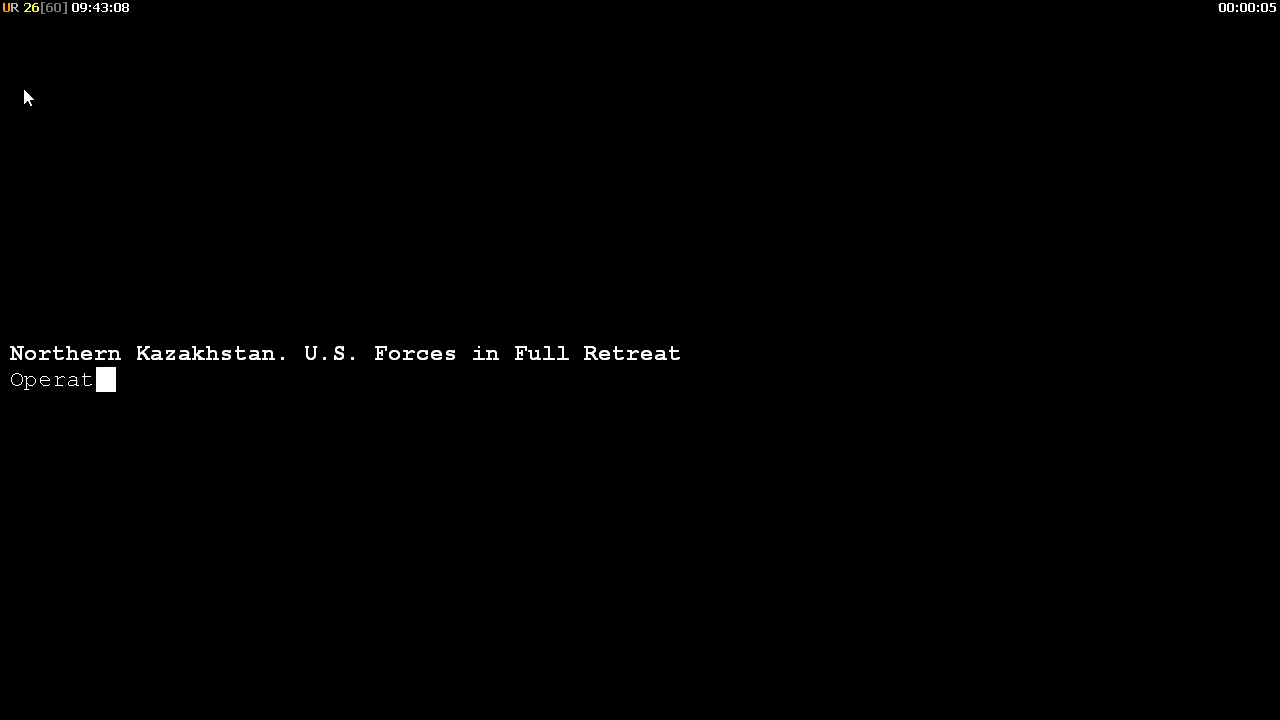 UR 26[60] 09:43:08
00:00:05
Northern Kazakhstan. U.S. Forces in Full Retreat
Operat